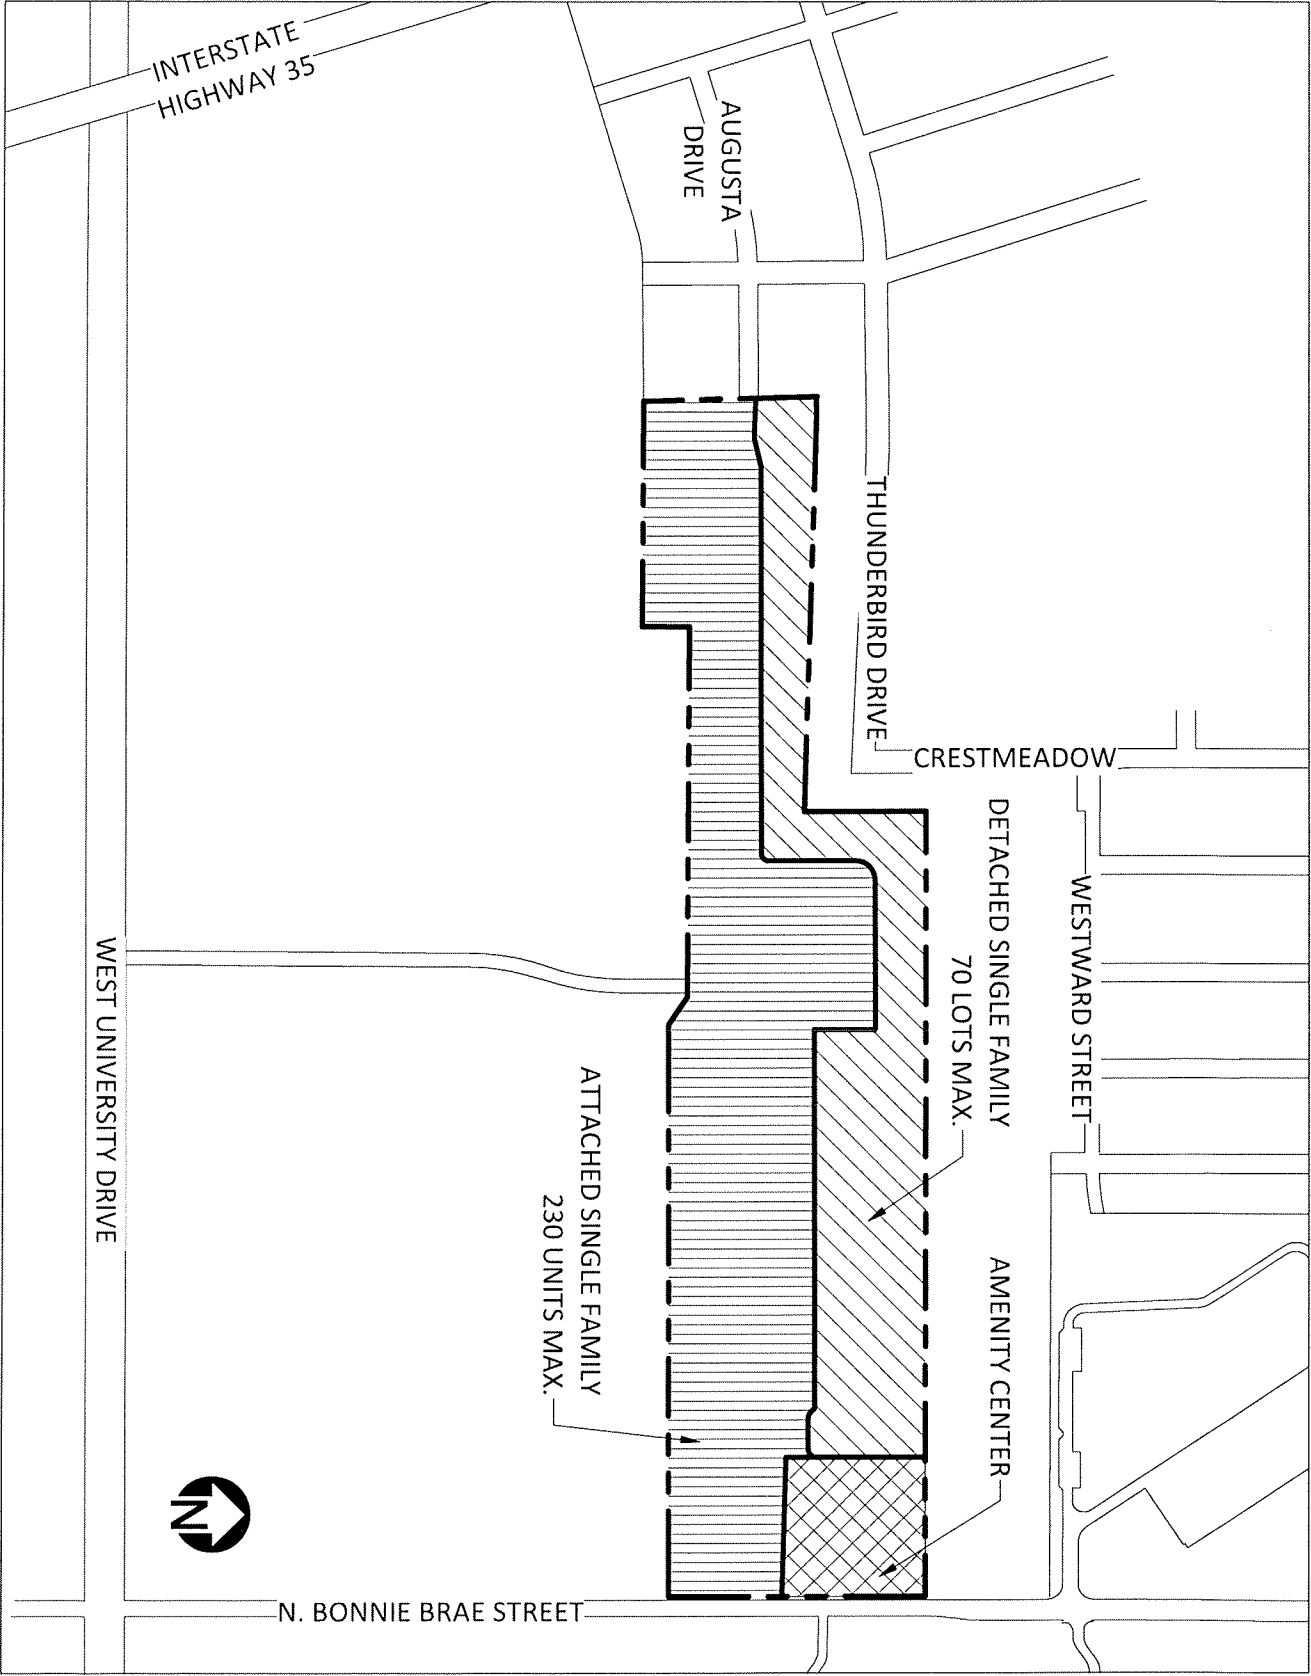 INTERSTATE
HIGHWAY 35
AUGUSTA
DRIVE
THUNDERBIRD DRIVE
CRESTMEADOW
DETACHED SINGLE FAMILY
70 LOTS MAX.
WESTWARD STREET
WEST UNIVERSITY DRIVE
ATTACHED SINGLE FAMILY
230 UNITS MAX.
AMENITY CENTER
N
N. BONNIE BRAE STREET